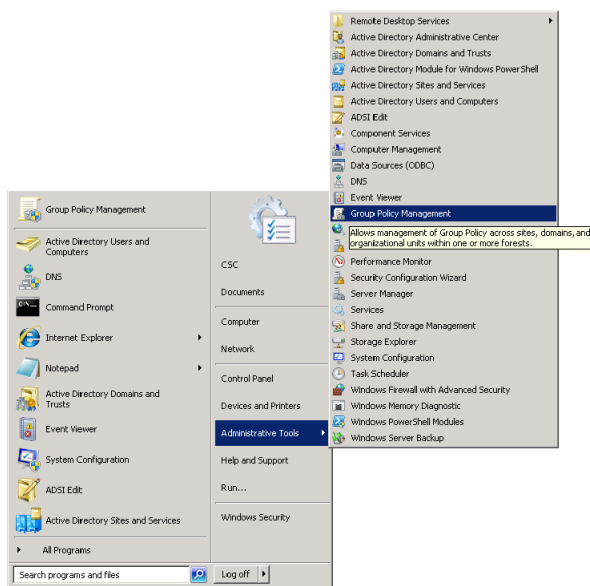 Remote Desktop Services
Active Directory Administrative Center
Active Directory Domains and Trusts
Active Directory Module for Windows PowerShell
Active Directory Sites and Services
Active Directory Users and Computers
ADSI Edit
Component Services
Computer Management
Data Sources (ODBC)
DNS
Event Viewer
Group Policy Management
Allows management of Group Policy across sites, domains, and
organizational units within one or more forests.
Performance Monitor
Security Configuration Wizard
Server Manager
Services
Share and Storage Management
Storage Explorer
System Configuration
Task Scheduler
Windows Firewall with Advanced Security
Windows Memory Diagnostic
Windows PowerShell Modules
Windows Server Backup
Group Policy Management
Active Directory Users and
Computers
DNS
Command Prompt
Internet Explorer
Notepad
Active Directory Domains and
Trusts
Event Viewer
System Configuration
ADSI Edit
Active Directory Sites and Services
All Programs
Search programs and files
CSC
Documents
Computer
Network
Control Panel
Devices and Printers
Administrative Tools
Help and Support
Run...
Windows Security
Log off